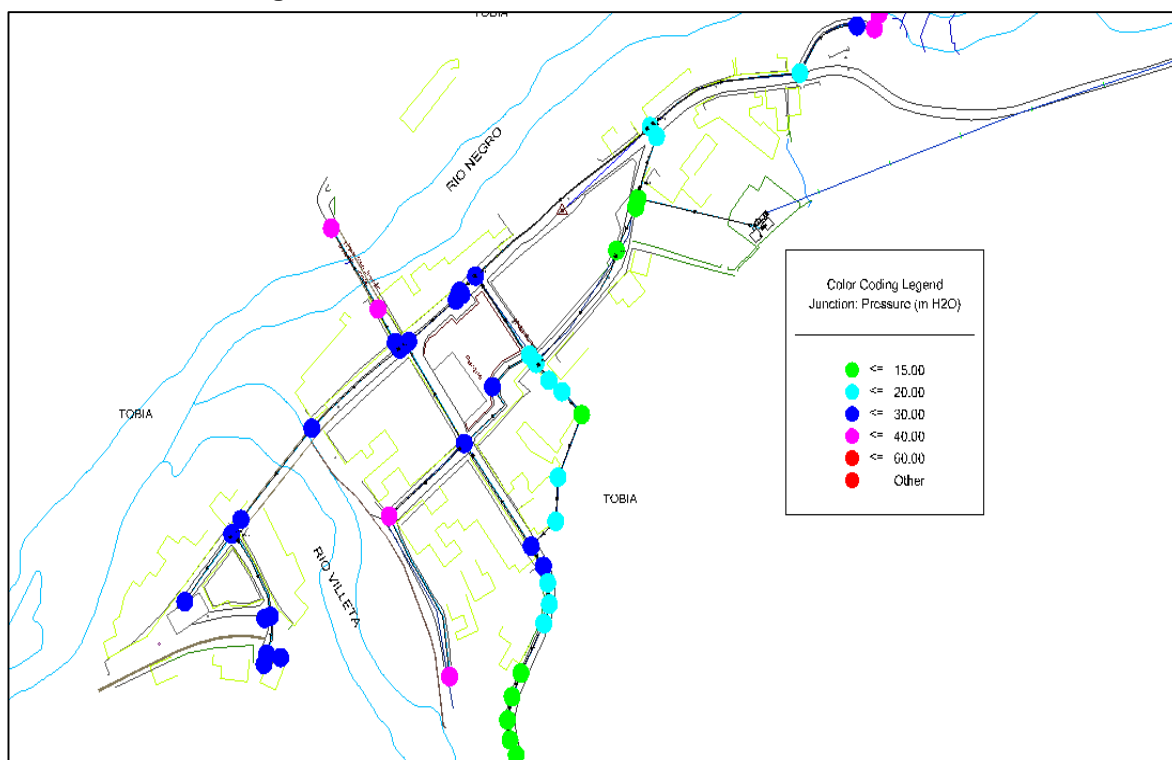 TOBIA
RIO NEGRO
TOBIA
TOBIA
RIO VILLETA
Color Coding Legend
Junction: Pressure (m H2O)
<= 15.00
<= 20.00
<= 30.00
<= 40.00
<= 60.00
Other